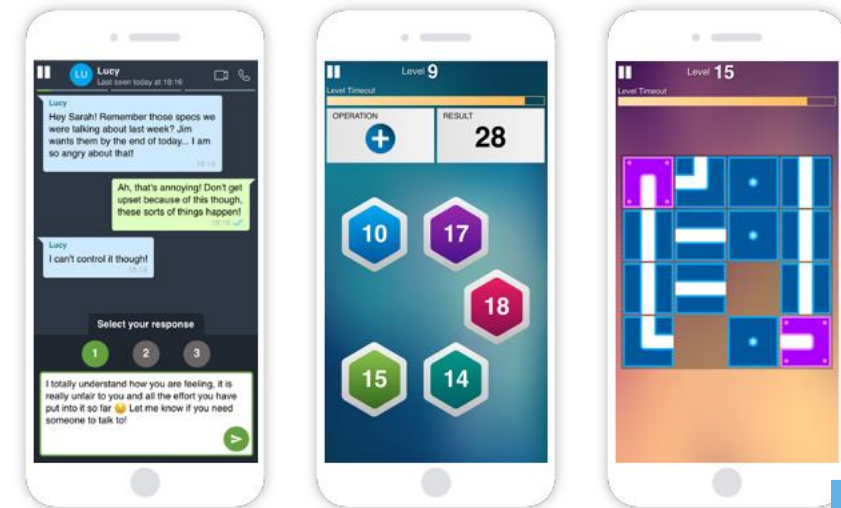 LU
Lucy
Last seen today at 18:16
Lucy
Hey Sarah! Remember those specs we
were talking about last week? Jim
wants them by the end of today... I am
so angry about that!
18:18
Ah, that's annoying! Don't get
upset because of this though,
these sorts of things happen!
18:18
Lucy
I can't control it though!
18:18
Select your response
1
2
3
I totally understand how you are feeling, it is
really unfair to you and all the effort you have
put into it so far 😔 Let me know if you need
someone to talk to!
Level 9
Level Timeout
OPERATION
+
RESULT
28
10
17
18
15
14
Level 15
Level Timeout